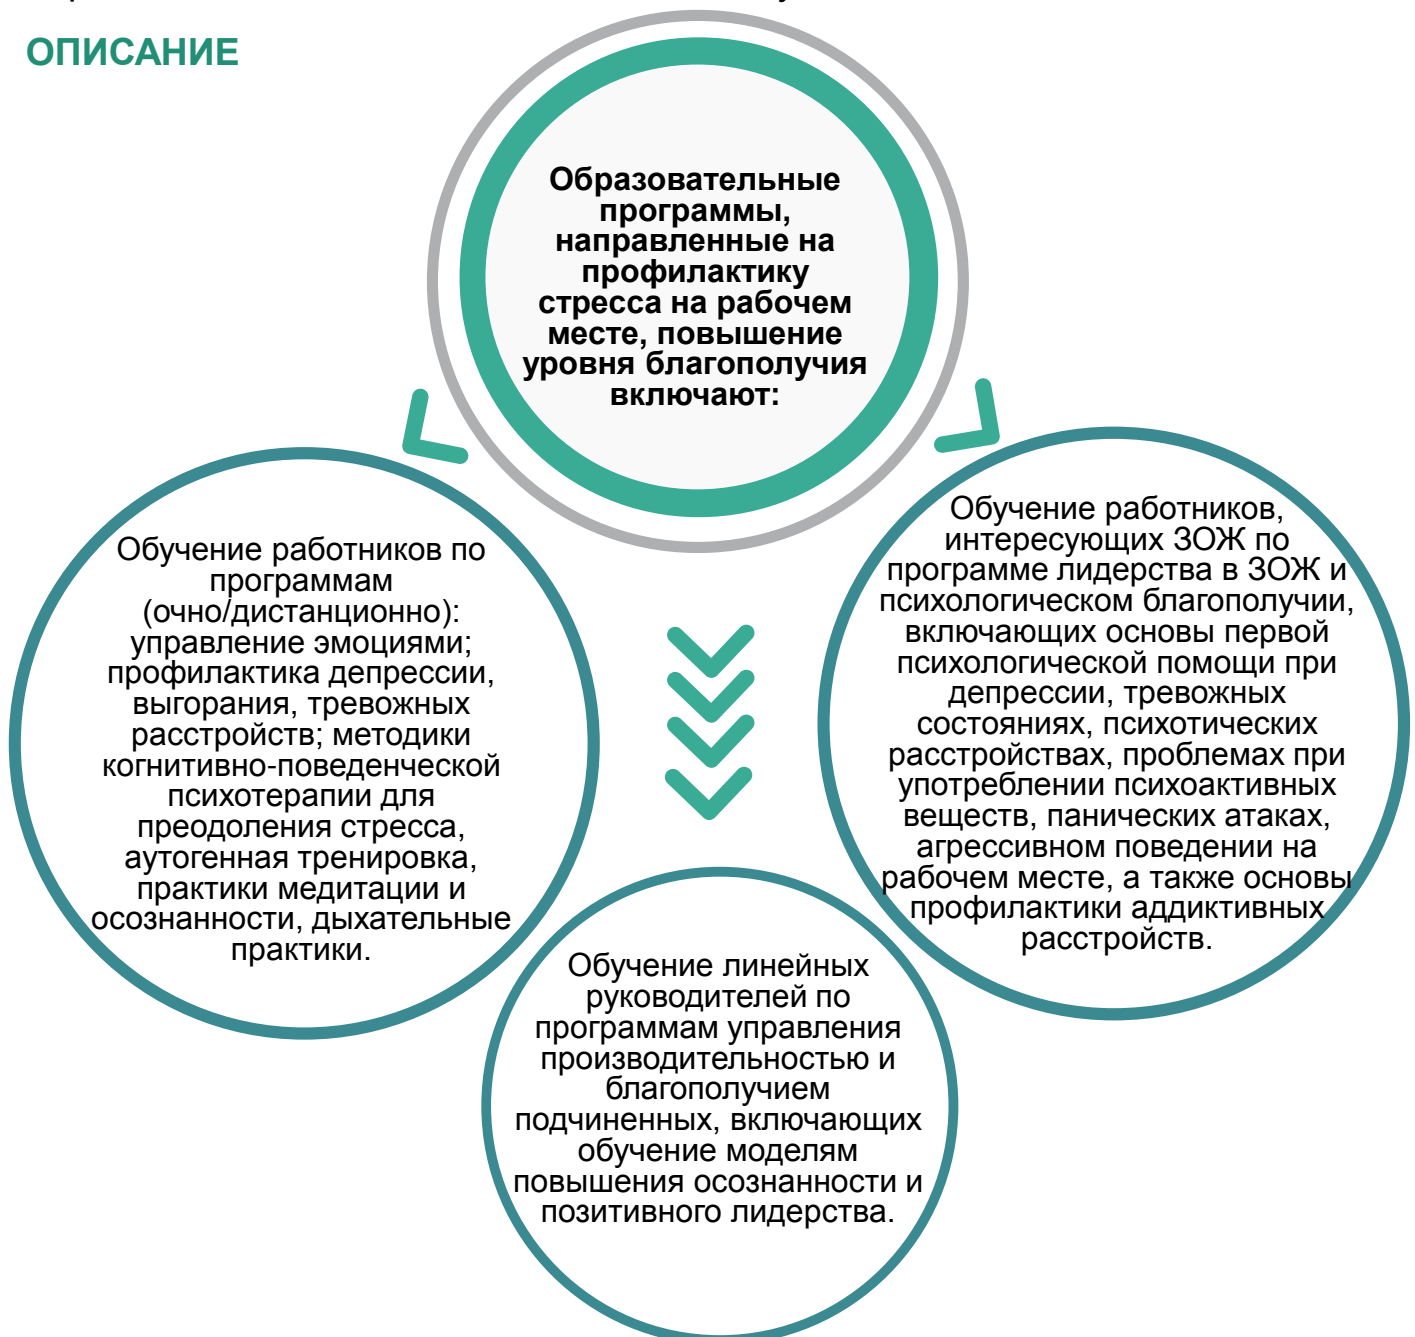 ОПИСАНИЕ
Образовательные
программы,
направленные на
профилактику
стресса на рабочем
месте, повышение
уровня благополучия
включают:
Обучение работников по
программам
(очно/дистанционно):
управление эмоциями;
профилактика депрессии,
выгорания, тревожных
расстройств; методики
когнитивно-поведенческой
психотерапии для
преодоления стресса,
аутогенная тренировка,
практики медитации и
осознанности, дыхательные
практики.
Обучение работников,
интересующих ЗОЖ по
программе лидерства в ЗОЖ и
психологическом благополучии,
включающих основы первой
психологической помощи при
депрессии, тревожных
состояниях, психотических
расстройствах, проблемах при
употреблении психоактивных
веществ, панических атаках,
агрессивном поведении на
рабочем месте, а также основы
профилактики аддиктивных
расстройств.
Обучение линейных
руководителей по
программам управления
производительностью и
благополучием
подчиненных, включающих
обучение моделям
повышения осознанности и
позитивного лидерства.